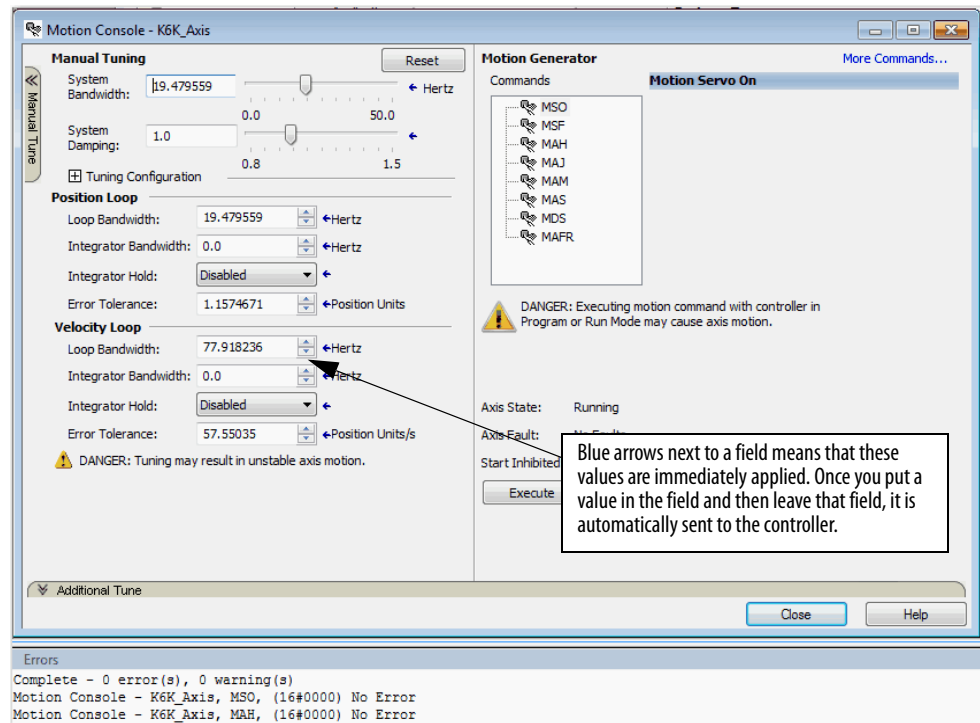 Motion Console - K6K_Axis
Manual Tuning
Reset
Manual Tune
System
Bandwidth:
19.479559
Hertz
0.0 50.0
System
Damping:
1.0
0.8 1.5
Tuning Configuration
Position Loop
Loop Bandwidth: 19.479559 Hertz
Integrator Bandwidth: 0.0 Hertz
Integrator Hold: Disabled
Error Tolerance: 1.1574671 Position Units
Velocity Loop
Loop Bandwidth: 77.918236 Hertz
Integrator Bandwidth: 0.0 Hertz
Integrator Hold: Disabled
Error Tolerance: 57.55035 Position Units/s
DANGER: Tuning may result in unstable axis motion.
Motion Generator
More Commands...
Commands
MSO
MSF
MAH
MAJ
MAM
MAS
MDS
MAFR
Motion Servo On
DANGER: Executing motion command with controller in
Program or Run Mode may cause axis motion.
Axis State: Running
Axis Fault: No Faults
Start Inhibited
Execute
Blue arrows next to a field means that these
values are immediately applied. Once you put a
value in the field and then leave that field, it is
automatically sent to the controller.
Additional Tune
Close
Help
Errors
Complete - 0 error(s), 0 warning(s)
Motion Console - K6K_Axis, MSO, (16#0000) No Error
Motion Console - K6K_Axis, MAH, (16#0000) No Error